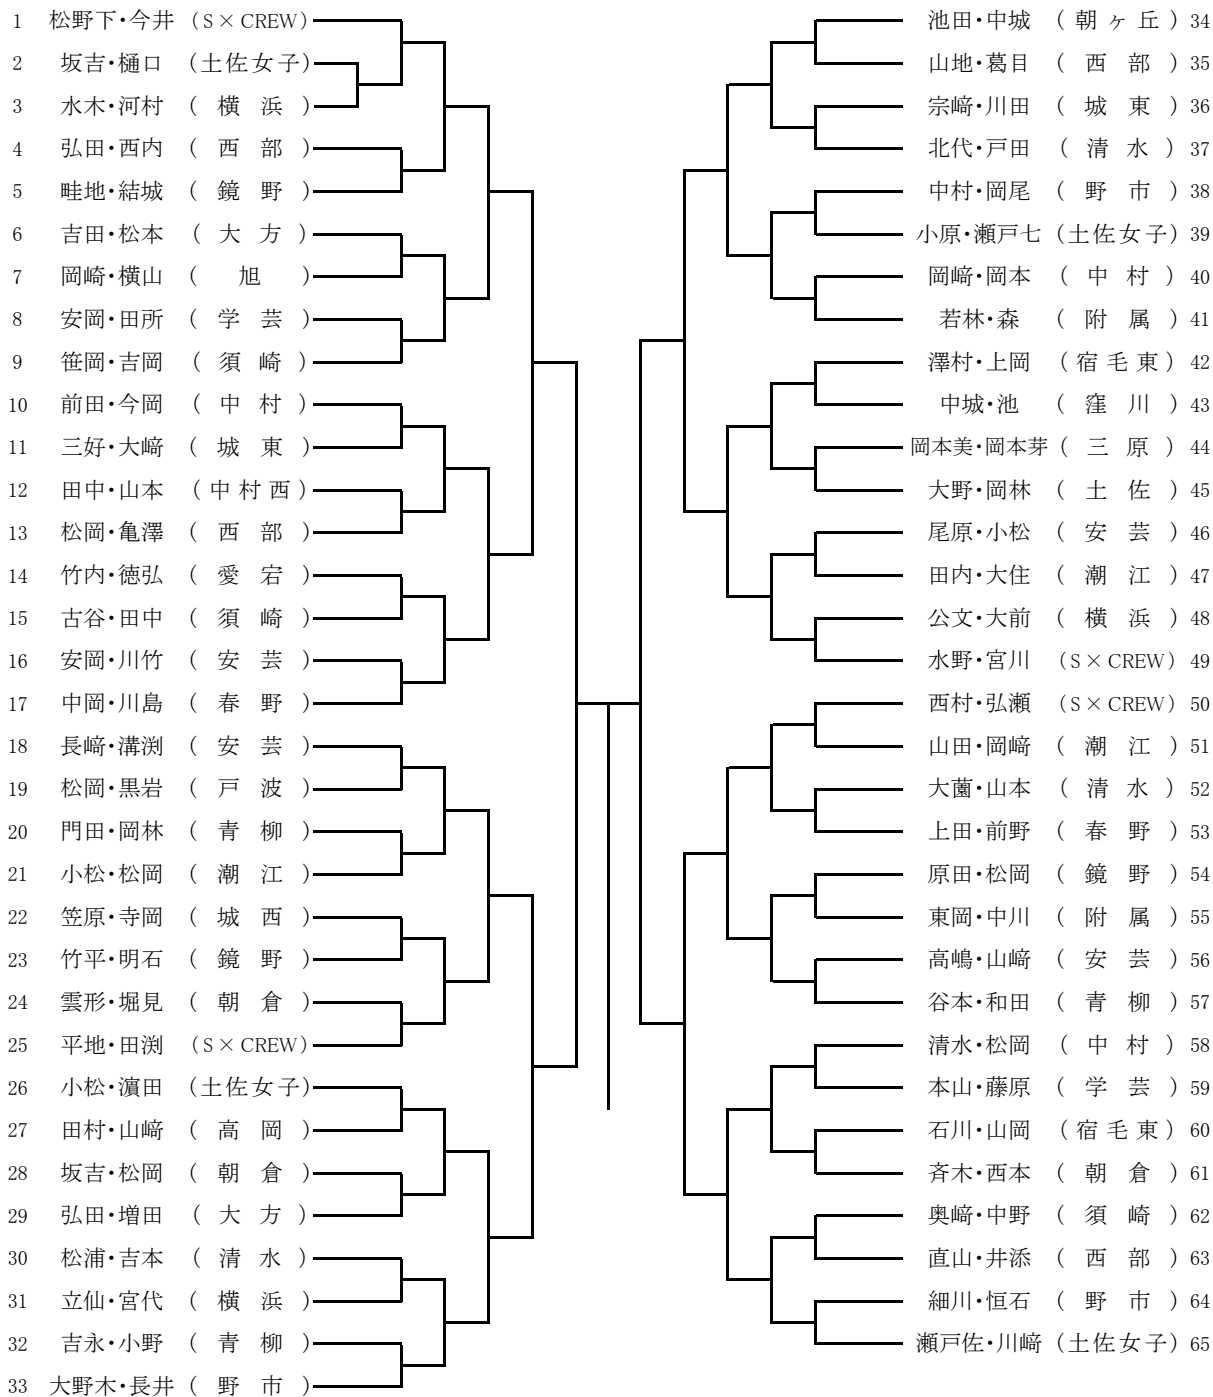 1 松野下・今井 (S×CREW)
2 坂吉・樋口 (土佐女子)
3 水木・河村 (横浜)
4 弘田・西内 (西部)
5 畦地・結城 (鏡野)
6 吉田・松本 (大方)
7 岡崎・横山 (旭)
8 安岡・田所 (学芸)
9 笹岡・吉岡 (須崎)
10 前田・今岡 (中村)
11 三好・大﨑 (城東)
12 田中・山本 (中村西)
13 松岡・亀澤 (西部)
14 竹内・徳弘 (愛宕)
15 古谷・田中 (須崎)
16 安岡・川竹 (安芸)
17 中岡・川島 (春野)
18 長﨑・溝渕 (安芸)
19 松岡・黒岩 (戸波)
20 門田・岡林 (青柳)
21 小松・松岡 (潮江)
22 笠原・寺岡 (城西)
23 竹平・明石 (鏡野)
24 雲形・堀見 (朝倉)
25 平地・田渕 (S×CREW)
26 小松・濵田 (土佐女子)
27 田村・山﨑 (高岡)
28 坂吉・松岡 (朝倉)
29 弘田・増田 (大方)
30 松浦・吉本 (清水)
31 立仙・宮代 (横浜)
32 吉永・小野 (青柳)
33 大野木・長井 (野市)
池田・中城 (朝ヶ丘) 34
山地・葛目 (西部) 35
宗﨑・川田 (城東) 36
北代・戸田 (清水) 37
中村・岡尾 (野市) 38
小原・瀬戸七 (土佐女子) 39
岡﨑・岡本 (中村) 40
若林・森 (附属) 41
澤村・上岡 (宿毛東) 42
中城・池 (窪川) 43
岡本美・岡本芽 (三原) 44
大野・岡林 (土佐) 45
尾原・小松 (安芸) 46
田内・大住 (潮江) 47
公文・大前 (横浜) 48
水野・宮川 (S×CREW) 49
西村・弘瀬 (S×CREW) 50
山田・岡﨑 (潮江) 51
大薗・山本 (清水) 52
上田・前野 (春野) 53
原田・松岡 (鏡野) 54
東岡・中川 (附属) 55
高嶋・山﨑 (安芸) 56
谷本・和田 (青柳) 57
清水・松岡 (中村) 58
本山・藤原 (学芸) 59
石川・山岡 (宿毛東) 60
斉木・西本 (朝倉) 61
奥﨑・中野 (須崎) 62
直山・井添 (西部) 63
細川・恒石 (野市) 64
瀬戸佐・川﨑 (土佐女子) 65